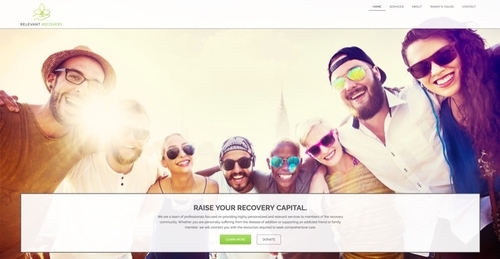 HOME SERVICES ABOUT RANDY'S HOUSE CONTACT
RELEVANT RECOVERY
RAISE YOUR RECOVERY CAPITAL.
We are a team of professionals focused on providing highly personalized and relevant services to members of the recovery
community. Whether you are personally suffering from the disease of addiction or supporting an addicted friend or family
member, we will connect you with the resources required to seek comprehensive care.
LEARN MORE DONATE